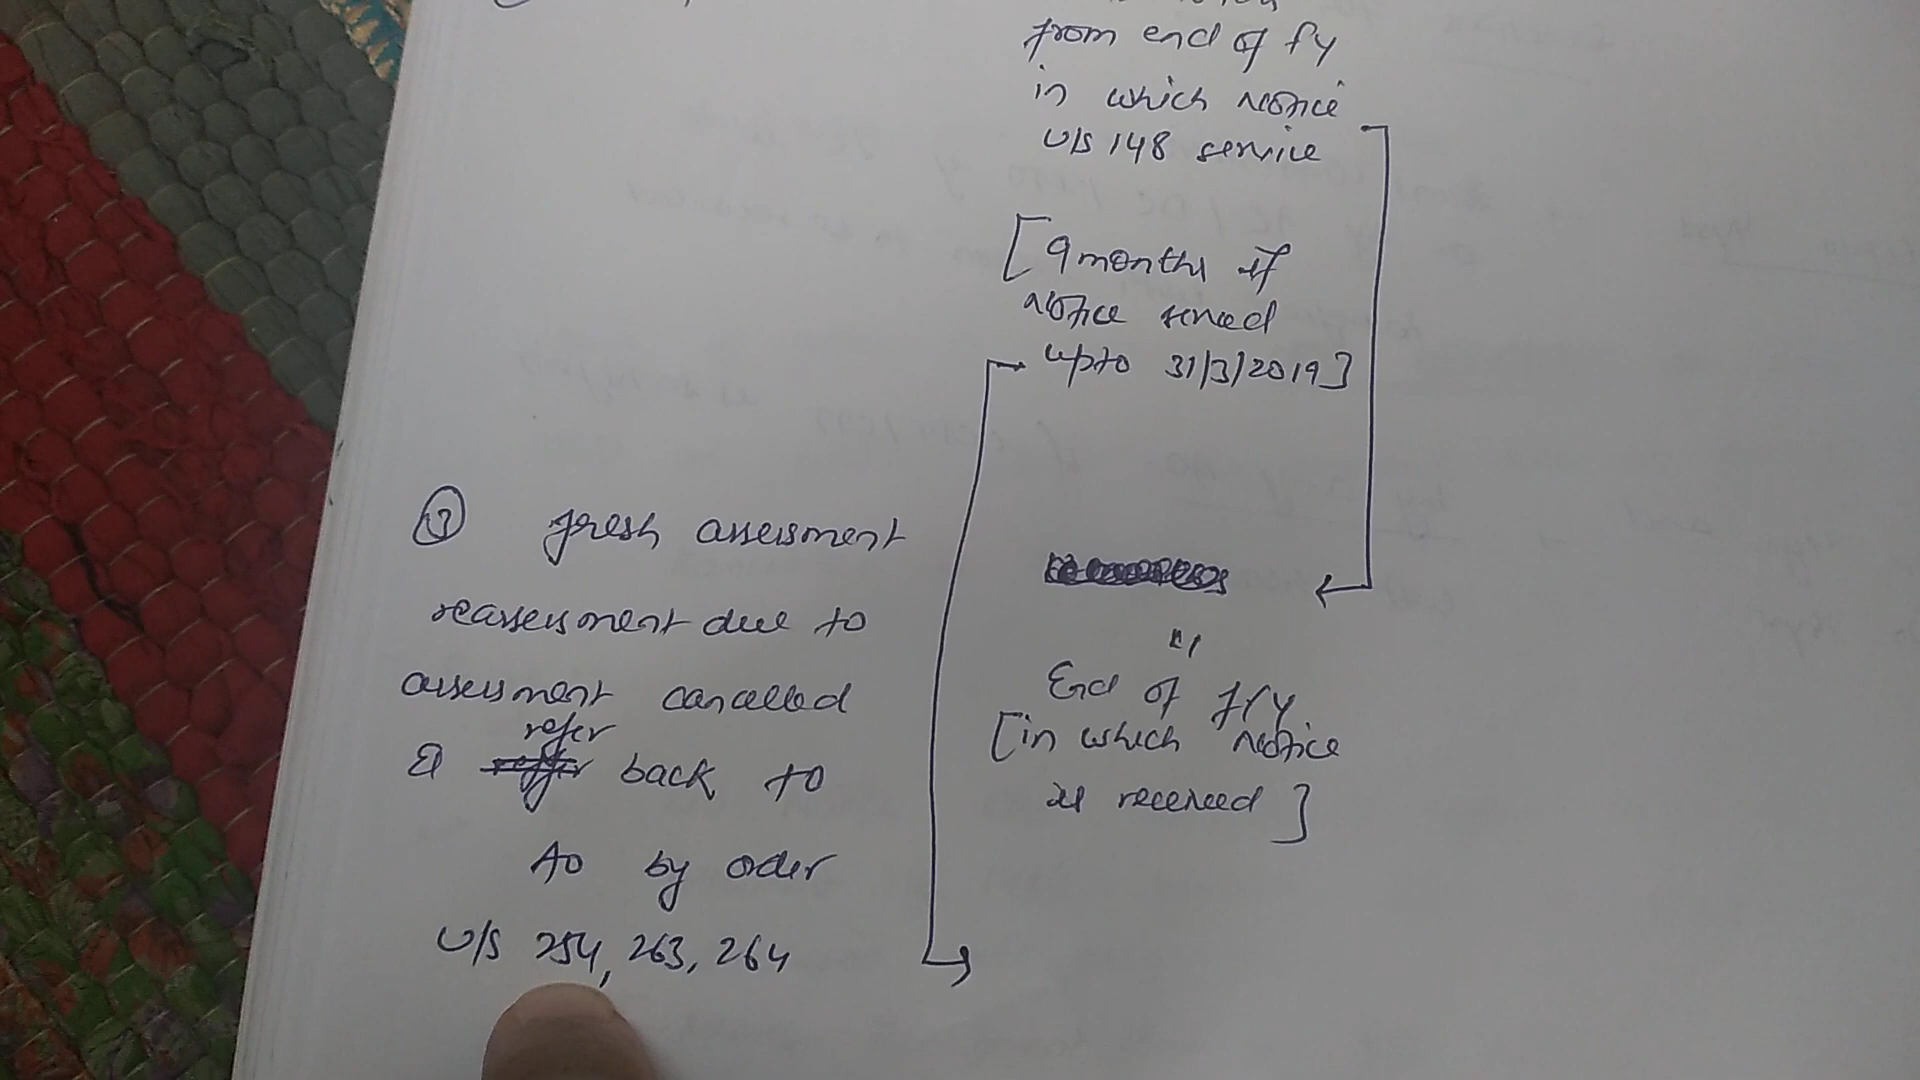 from end of fy
in which notice
U/s 148 service
[9 months if
notice served
upto 31/3/2019]
③ fresh assessment
reassessment due to
assessment cancelled
refer
& back to
AO by order
U/s 254, 263, 264
"
End of f/y
[in which notice
is received]